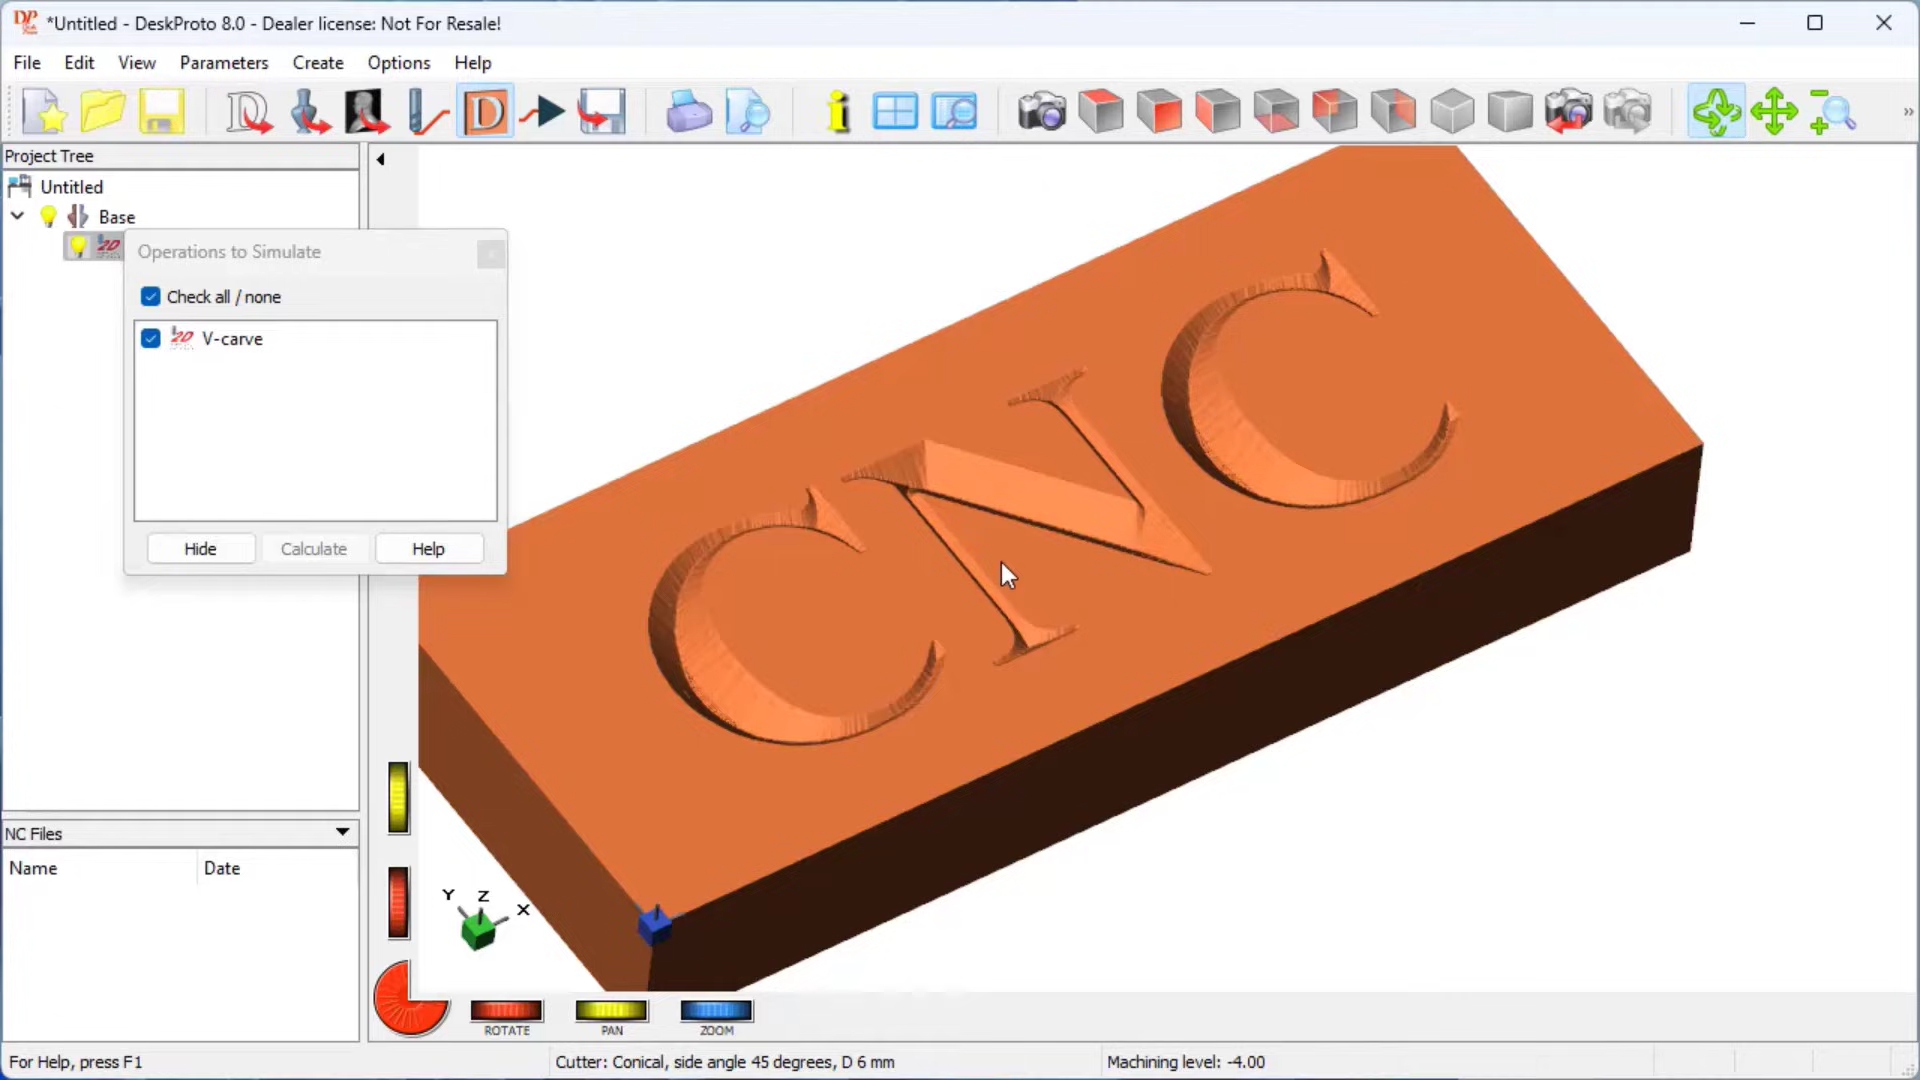 *Untitled - DeskProto 8.0 - Dealer license: Not For Resale!
File Edit View Parameters Create Options Help
Project Tree
Untitled
Base
Operations to Simulate
Check all / none
V-carve
Hide Calculate Help
CNC
NC Files
Name Date
Y Z X
ROTATE PAN ZOOM
For Help, press F1 Cutter: Conical, side angle 45 degrees, D 6 mm Machining level: -4.00